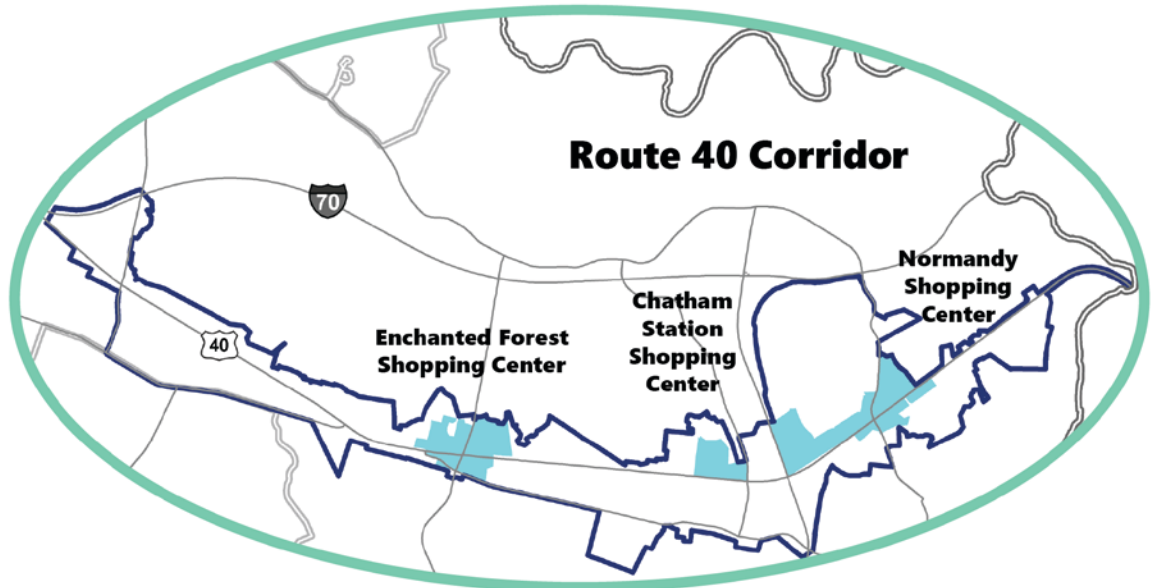 Route 40 Corridor
70
Normandy
Shopping
Center
Chatham
Station
Shopping
Center
Enchanted Forest
Shopping Center
40